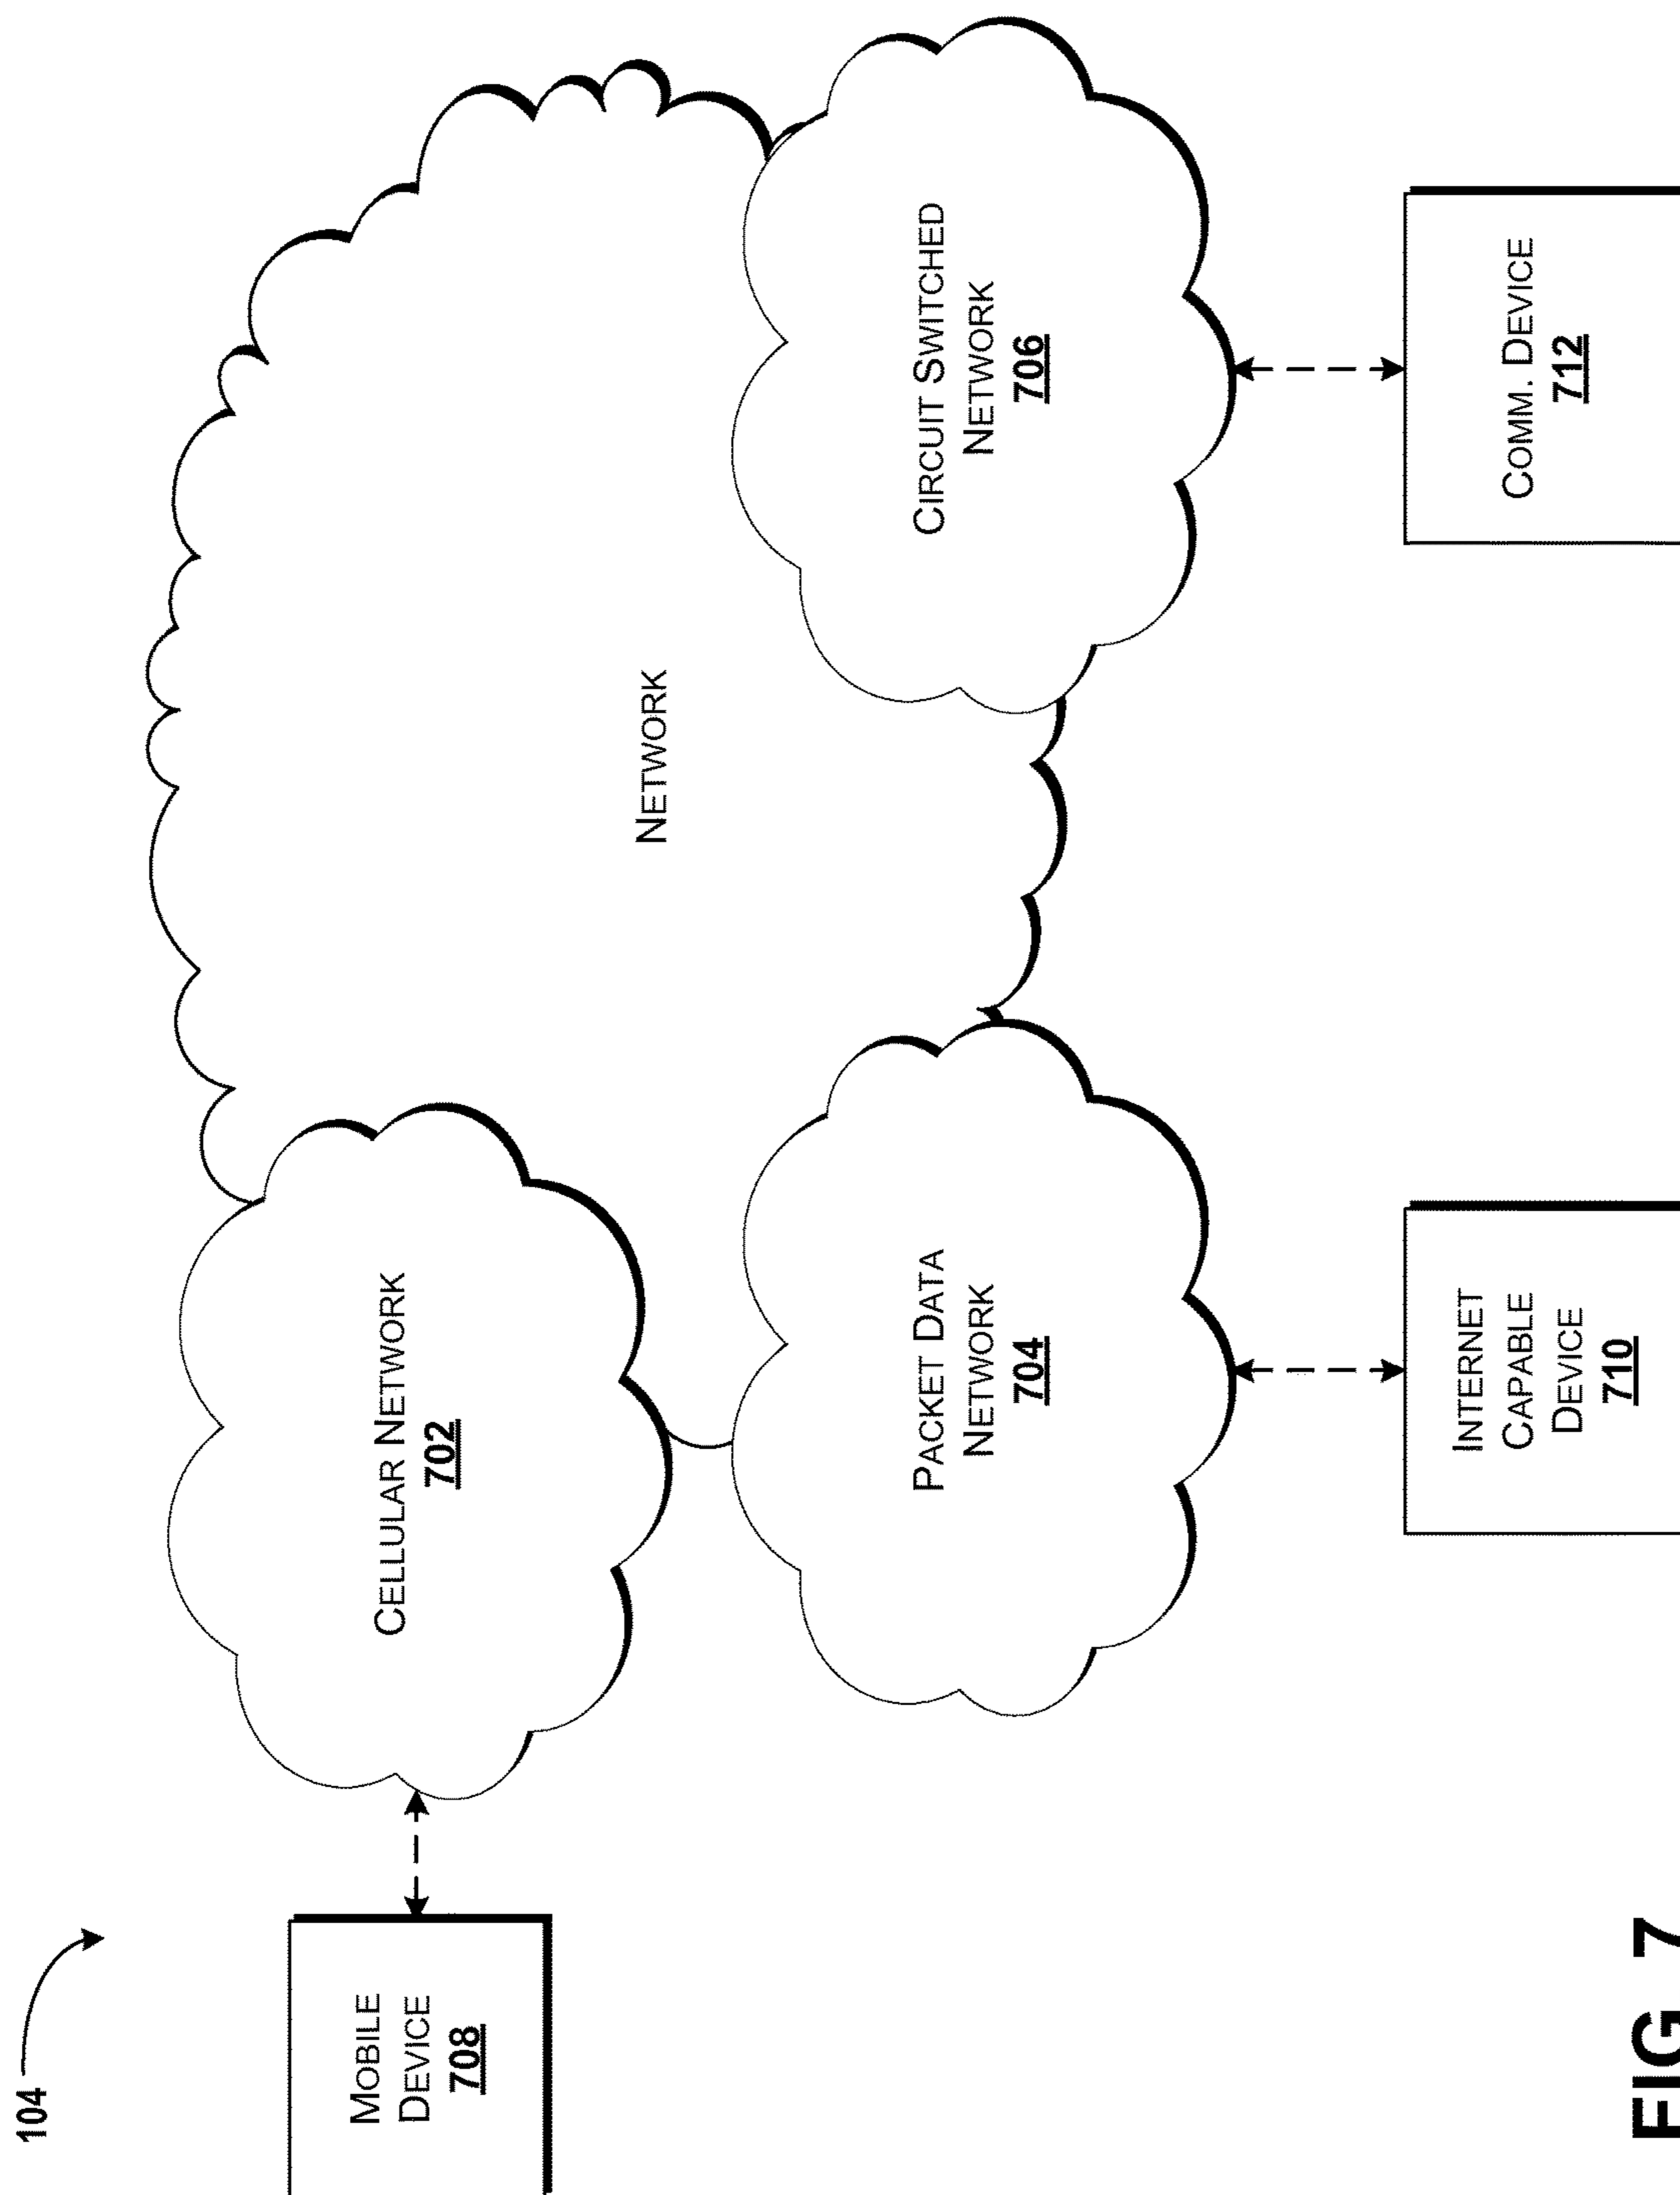 104
MOBILE
DEVICE
708
CELLULAR NETWORK
702
NETWORK
PACKET DATA
NETWORK
704
CIRCUIT SWITCHED
NETWORK
706
INTERNET
CAPABLE
DEVICE
710
COMM. DEVICE
712
FIG. 7